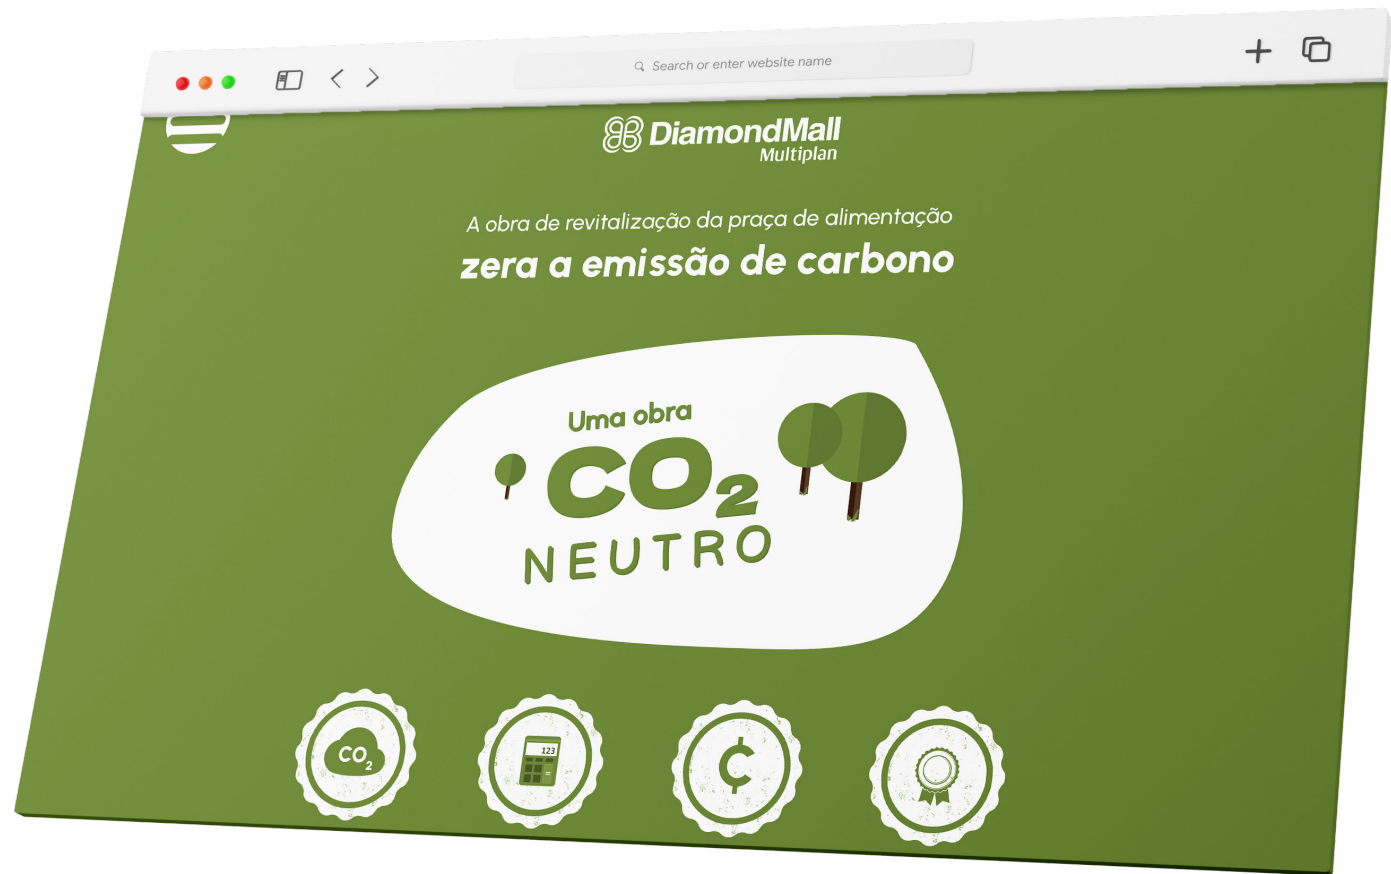 Search or enter website name
DiamondMall
Multiplan
A obra de revitalização da praça de alimentação
zera a emissão de carbono
Uma obra
CO₂
NEUTRO
CO₂
123